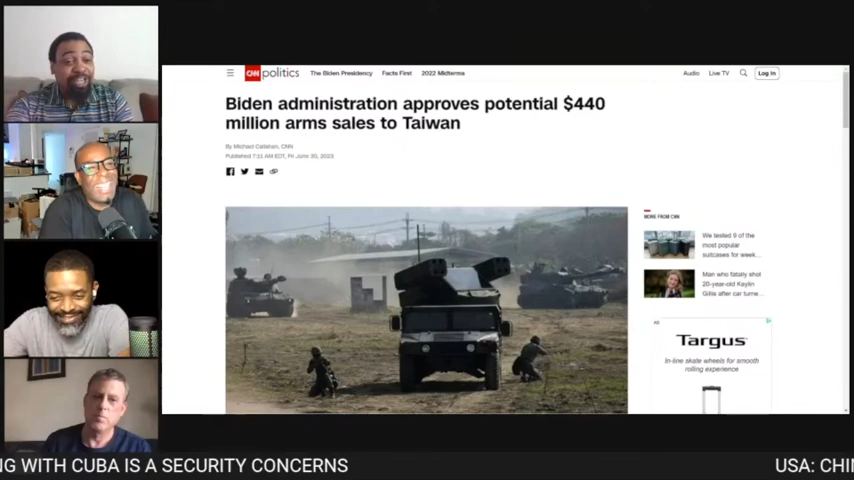 CNN politics The Biden Presidency Facts First 2022 Midterms Audio Live TV Log In
Biden administration approves potential $440
million arms sales to Taiwan
By Michael Callahan, CNN
Published 7:11 AM EDT, Fri June 30, 2023
MORE FROM CNN
We tested 9 of the
most popular
suitcases for week...
Man who fatally shot
20-year-old Kaylin
Gillis after car turne...
AD
Targus
In-line skate wheels for smooth
rolling experience
NG WITH CUBA IS A SECURITY CONCERNS USA: CHIN